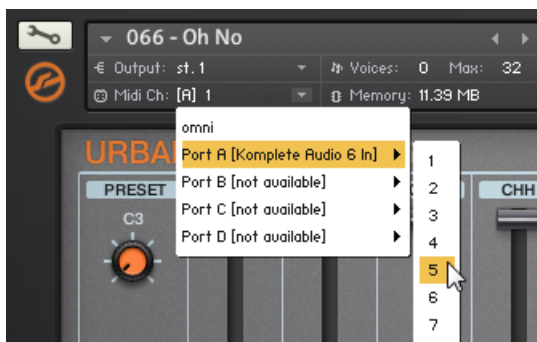 066 - Oh No
Output: st. 1 Voices: 0 Max: 32
Midi Ch: [A] 1 Memory: 11.39 MB
omni
URBA
Port A [Komplete Audio 6 In]
Port B [not available]
Port C [not available]
Port D [not available]
1
2
3
4
5
6
7
PRESET
C3
CHH